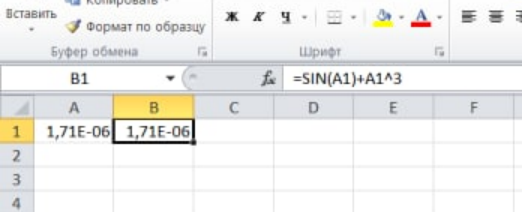 Вставить
Копировать
Формат по образцу
Ж К Ч А
Буфер обмена
Шрифт
B1
fx
=SIN(A1)+A1^3
A B C D E F
1 1,71E-06 1,71E-06
2
3
4